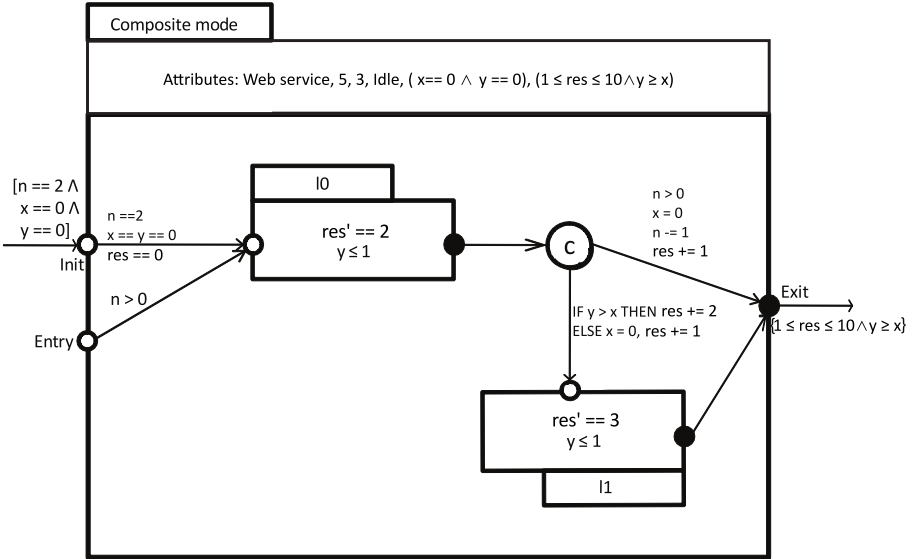 Composite mode
Attributes: Web service, 5, 3, Idle, ( x== 0 ∧ y == 0), (1 ≤ res ≤ 10∧y ≥ x)
[n == 2 Λ
x == 0 Λ
y == 0]
Init
n ==2
x == y == 0
res == 0
n > 0
Entry
l0
res' == 2
y ≤ 1
C
n > 0
x = 0
n -= 1
res += 1
IF y > x THEN res += 2
ELSE x = 0, res += 1
Exit
{1 ≤ res ≤ 10∧y ≥ x}
res' == 3
y ≤ 1
l1